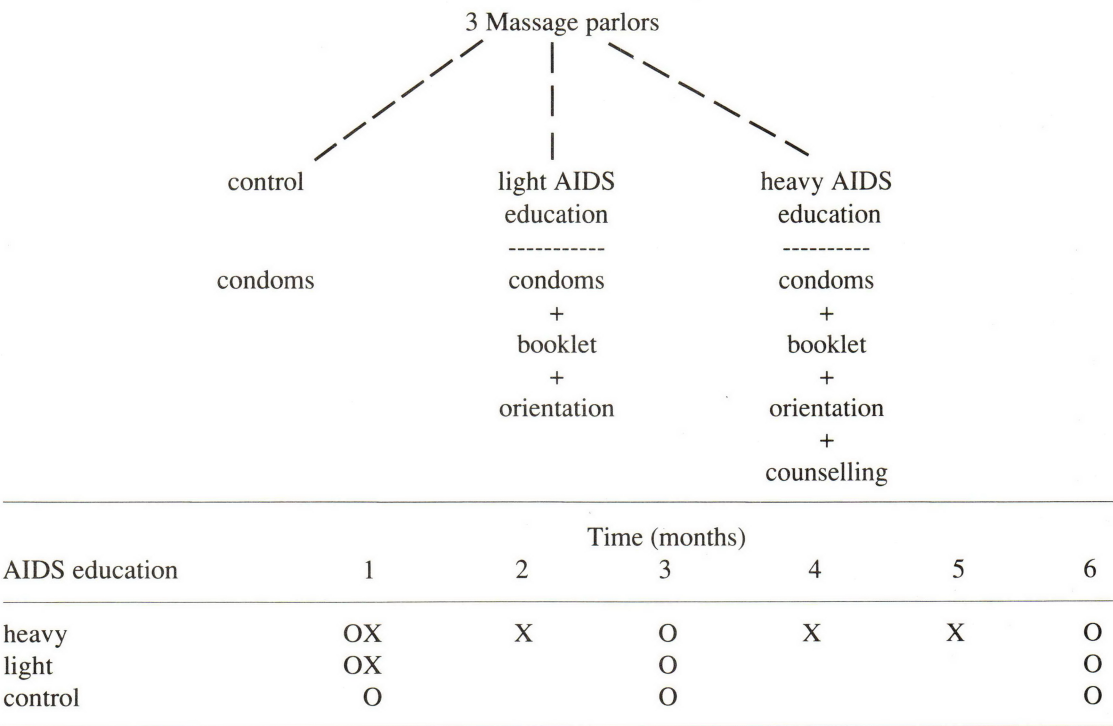 3 Massage parlors
control light AIDS heavy AIDS
education education
----------- ----------
condoms condoms condoms
+ +
booklet booklet
+ +
orientation orientation
+
counselling
Time (months)
AIDS education 1 2 3 4 5 6
heavy OX X O X X O
light OX O O
control O O O